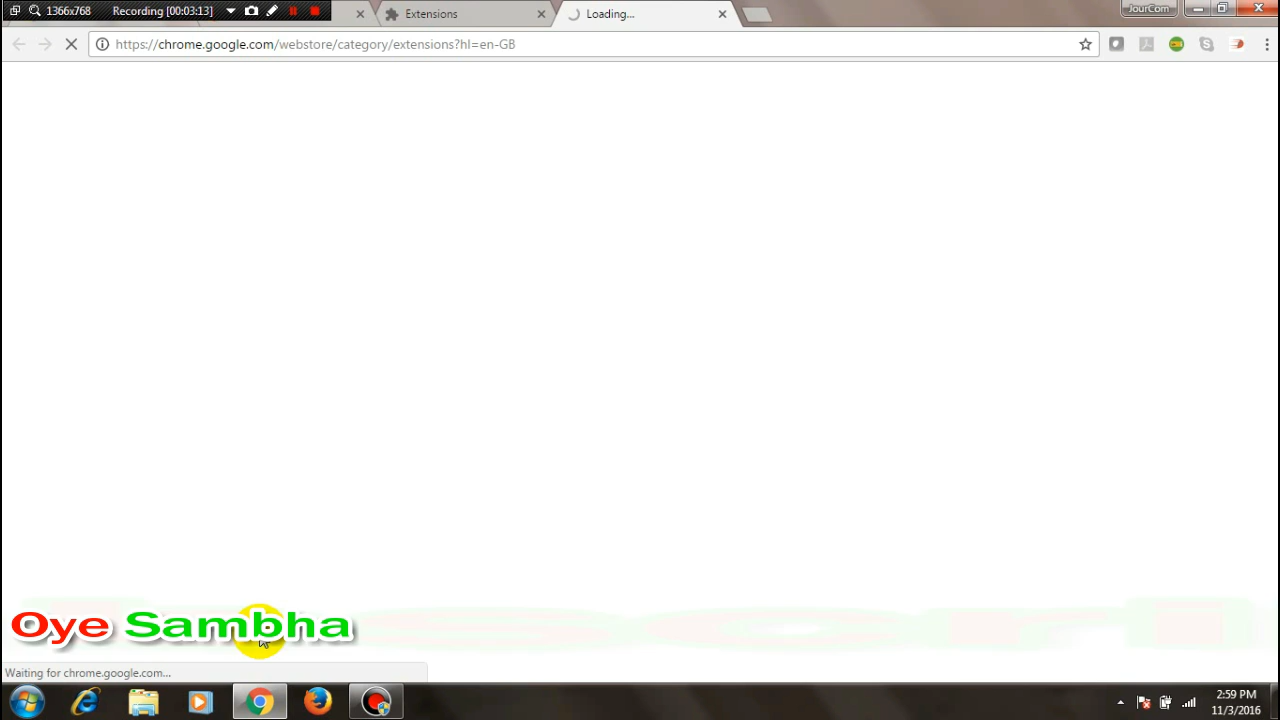 1366x768 Recording [00:03:13]
Extensions
Loading...
JourCom
https://chrome.google.com/webstore/category/extensions?hl=en-GB
Oye Sambha
Waiting for chrome.google.com...
2:59 PM
11/3/2016